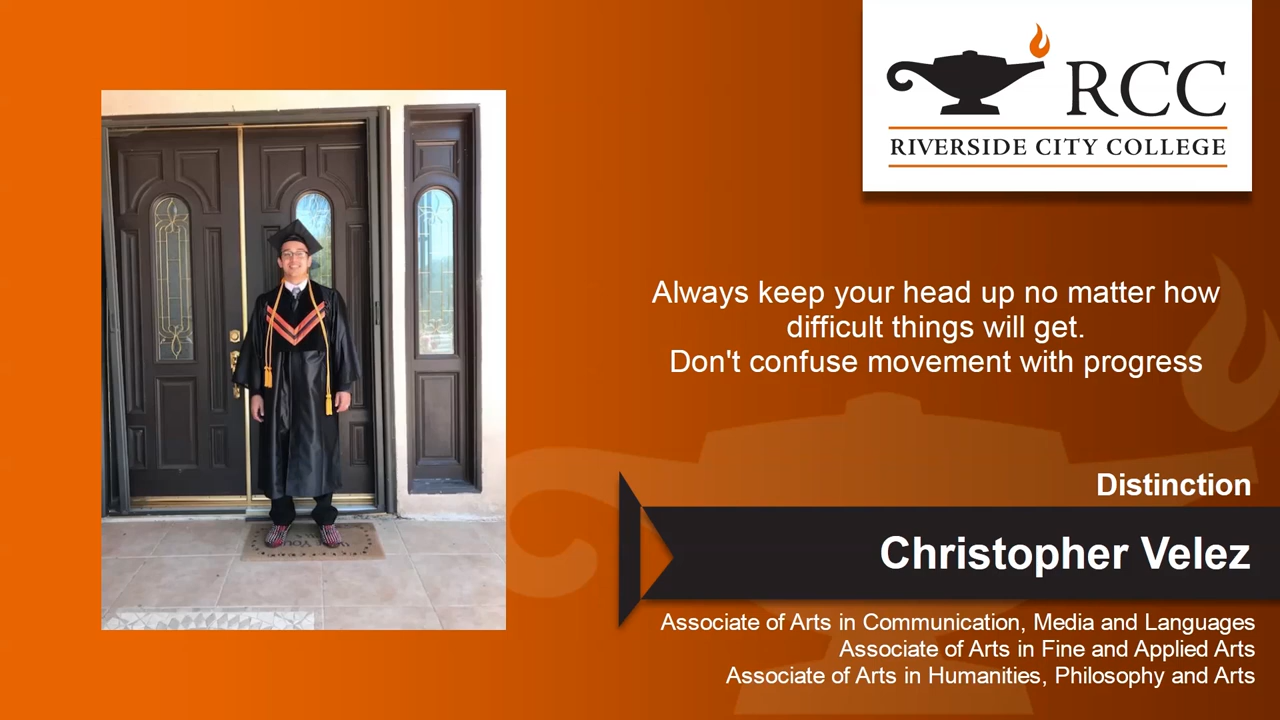 RCC
RIVERSIDE CITY COLLEGE
Always keep your head up no matter how
difficult things will get.
Don't confuse movement with progress
Distinction
Christopher Velez
Associate of Arts in Communication, Media and Languages
Associate of Arts in Fine and Applied Arts
Associate of Arts in Humanities, Philosophy and Arts